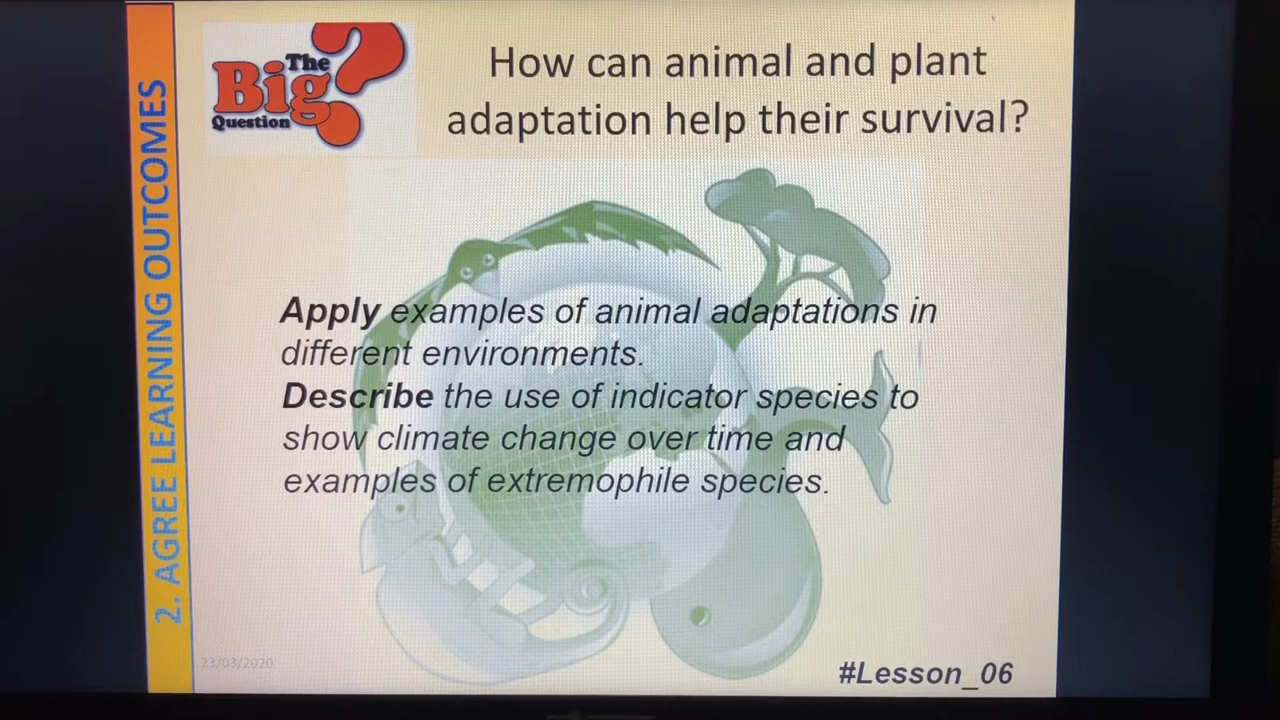 2. AGREE LEARNING OUTCOMES
The
Big
Question
?
How can animal and plant
adaptation help their survival?
Apply examples of animal adaptations in
different environments.
Describe the use of indicator species to
show climate change over time and
examples of extremophile species.
23/03/2020
#Lesson_06